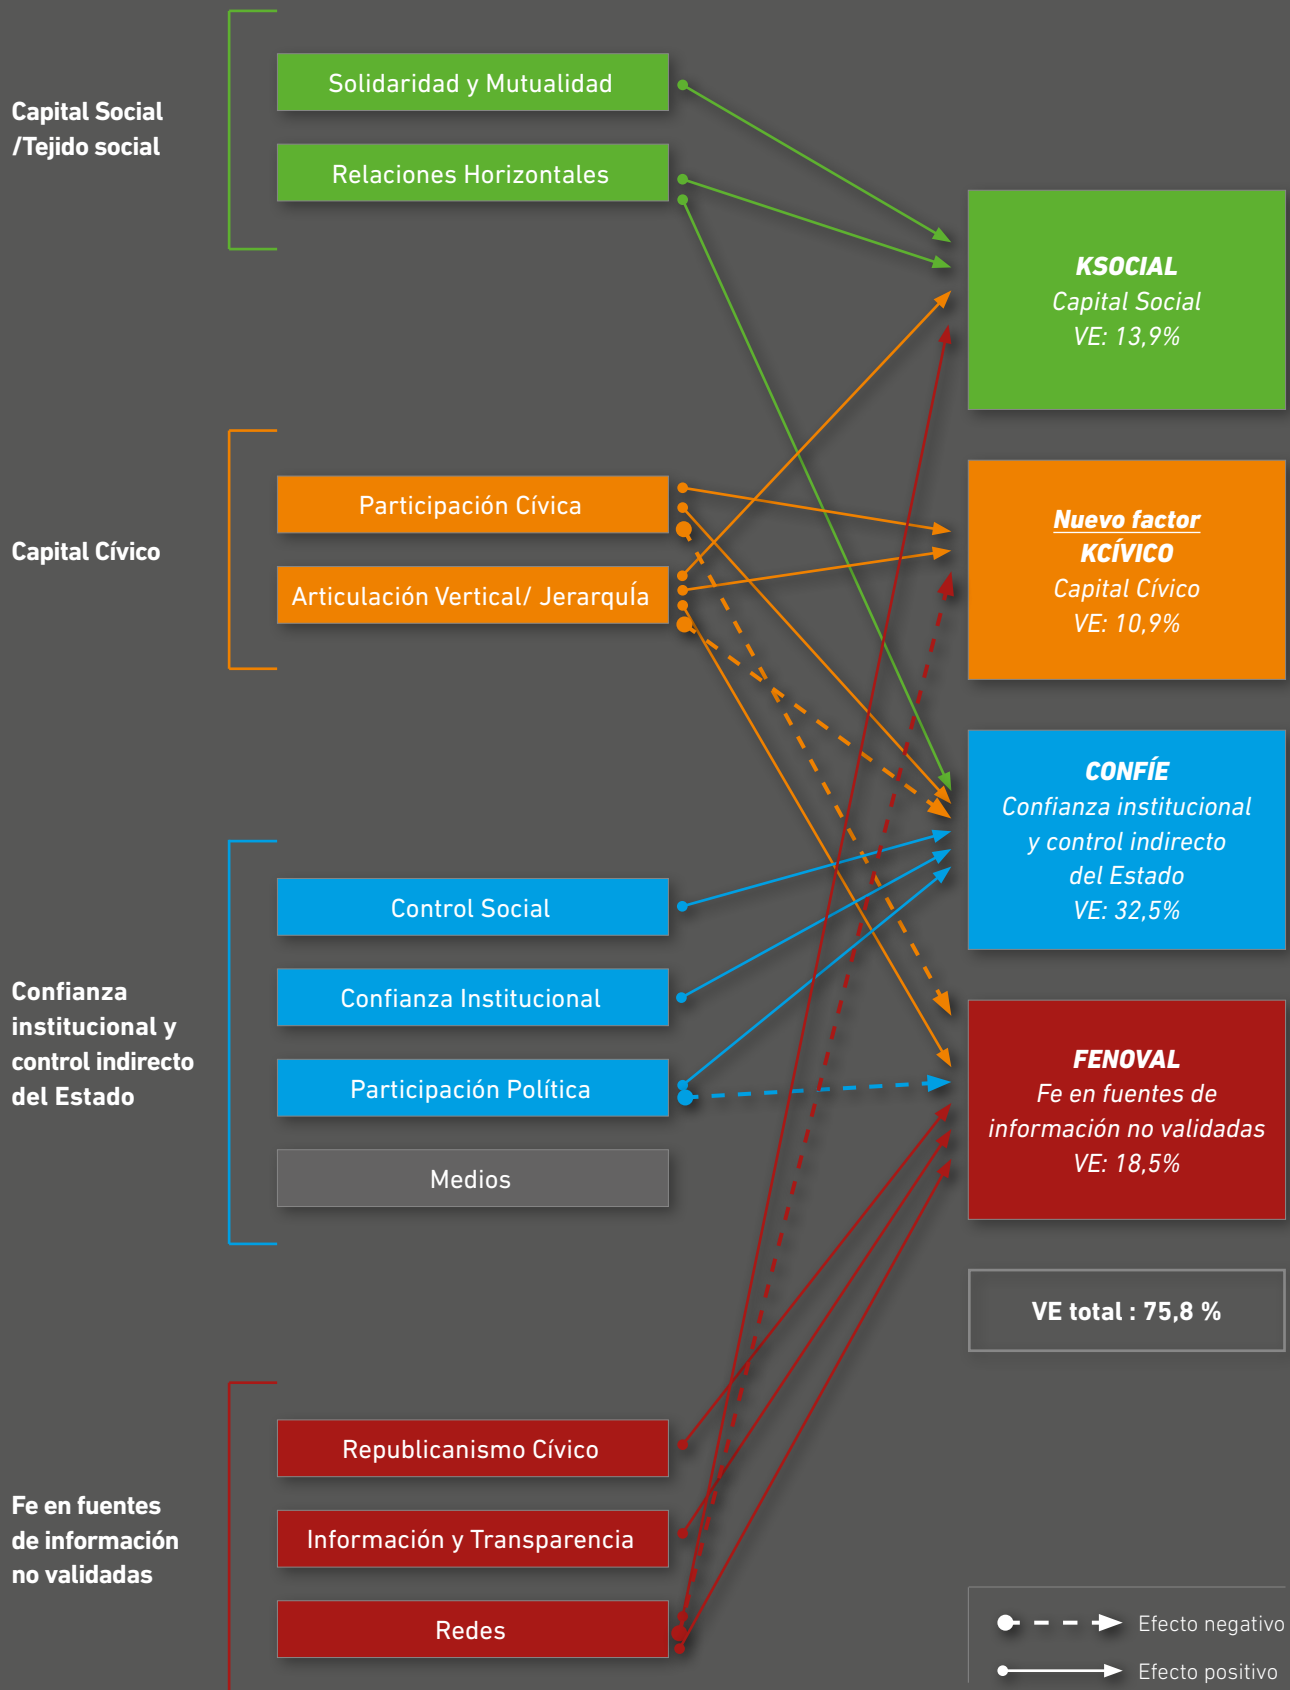 Capital Social
/Tejido social
Solidaridad y Mutualidad
Relaciones Horizontales
Capital Cívico
Participación Cívica
Articulación Vertical/ JerarquÍa
Confianza
institucional y
control indirecto
del Estado
Control Social
Confianza Institucional
Participación Política
Medios
Fe en fuentes
de información
no validadas
Republicanismo Cívico
Información y Transparencia
Redes
KSOCIAL
Capital Social
VE: 13,9%
Nuevo factor
KCÍVICO
Capital Cívico
VE: 10,9%
CONFÍE
Confianza institucional
y control indirecto
del Estado
VE: 32,5%
FENOVAL
Fe en fuentes de
información no validadas
VE: 18,5%
VE total : 75,8 %
Efecto negativo
Efecto positivo